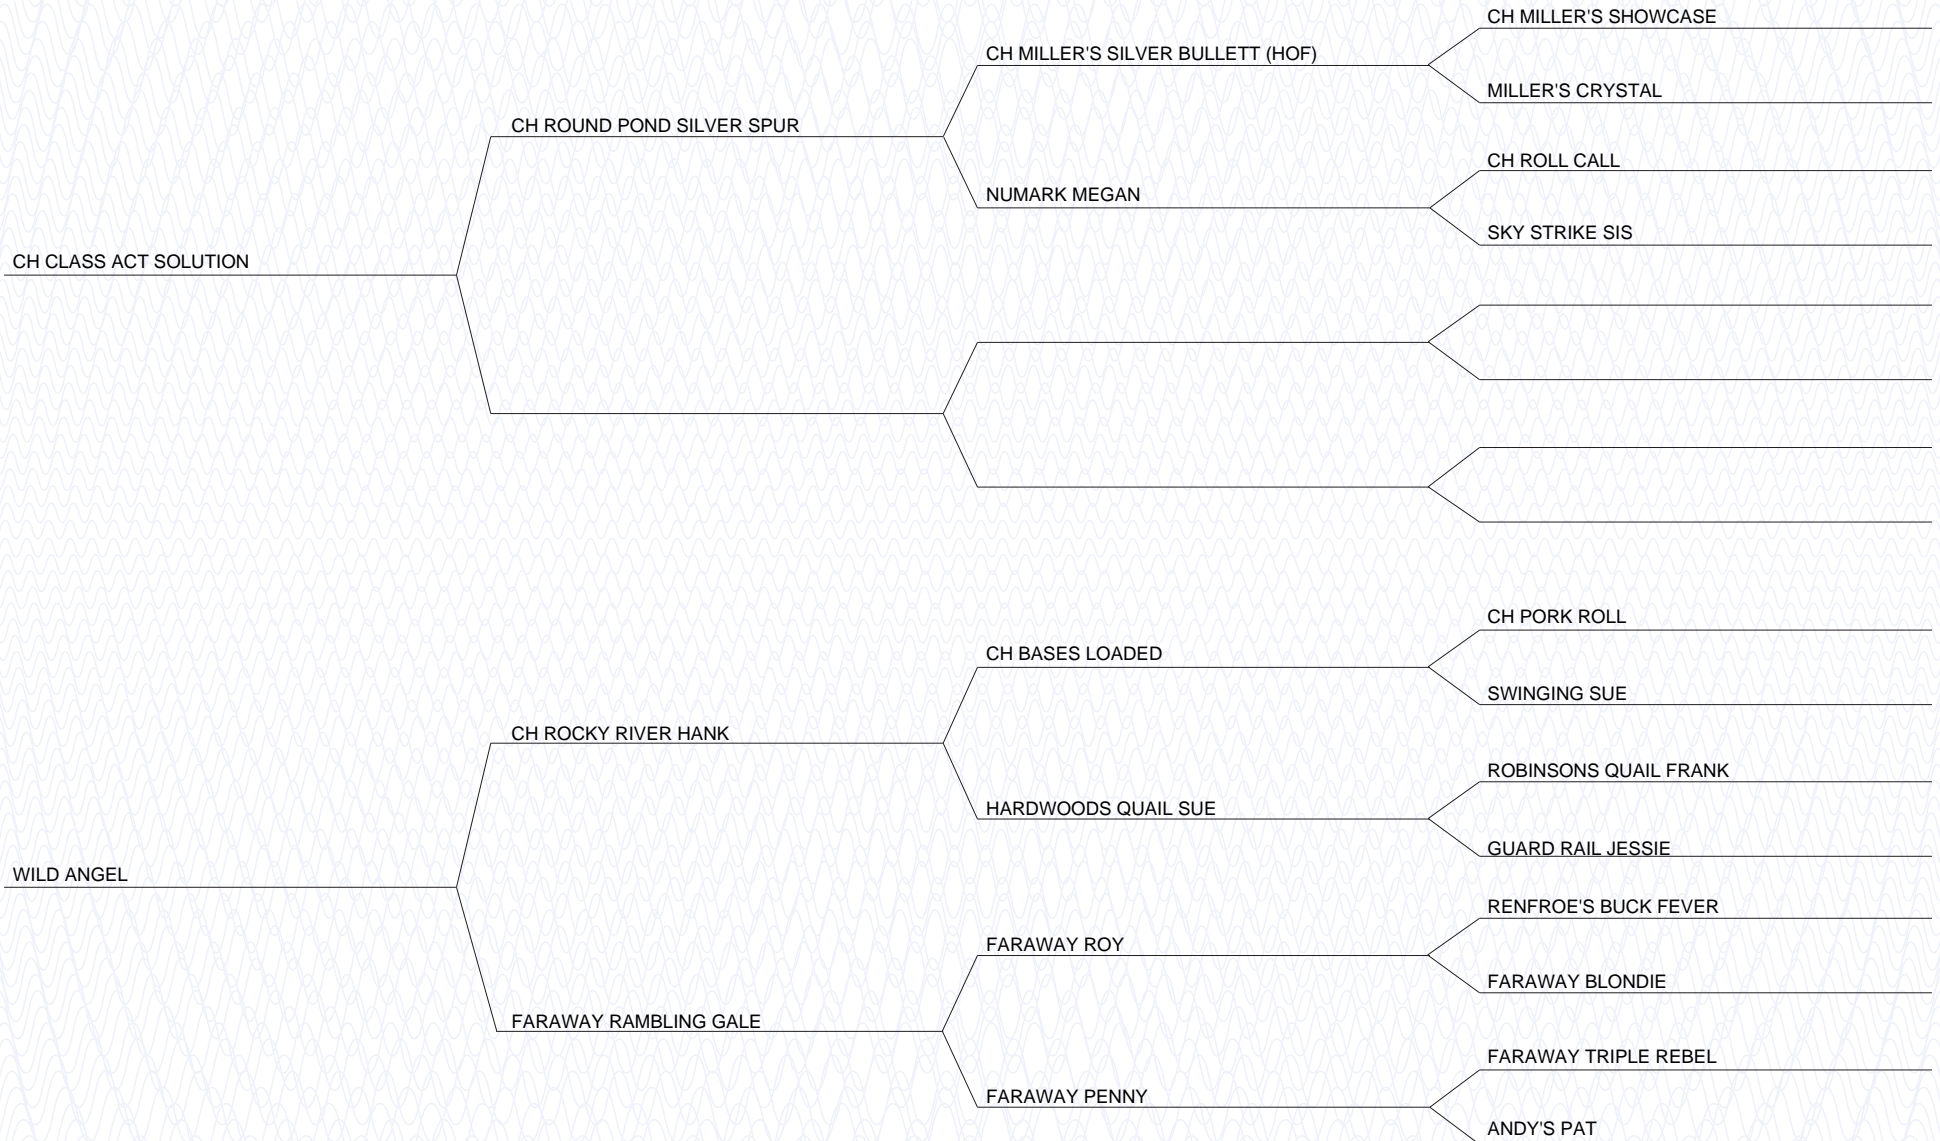 CH MILLER'S SHOWCASE
CH MILLER'S SILVER BULLETT (HOF)
MILLER'S CRYSTAL
CH ROUND POND SILVER SPUR
CH ROLL CALL
NUMARK MEGAN
SKY STRIKE SIS
CH CLASS ACT SOLUTION
CH PORK ROLL
CH BASES LOADED
SWINGING SUE
CH ROCKY RIVER HANK
ROBINSONS QUAIL FRANK
HARDWOODS QUAIL SUE
GUARD RAIL JESSIE
WILD ANGEL
RENFROE'S BUCK FEVER
FARAWAY ROY
FARAWAY BLONDIE
FARAWAY RAMBLING GALE
FARAWAY TRIPLE REBEL
FARAWAY PENNY
ANDY'S PAT